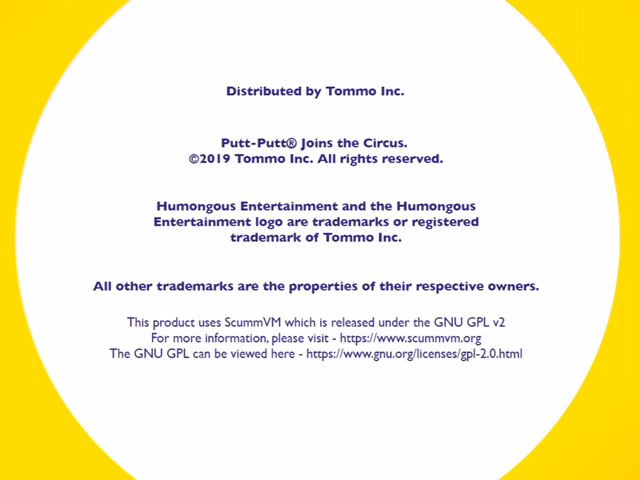 Distributed by Tommo Inc.
Putt-Putt® Joins the Circus.
©2019 Tommo Inc. All rights reserved.
Humongous Entertainment and the Humongous
Entertainment logo are trademarks or registered
trademark of Tommo Inc.
All other trademarks are the properties of their respective owners.
This product uses ScummVM which is released under the GNU GPL v2
For more information, please visit - https://www.scummvm.org
The GNU GPL can be viewed here - https://www.gnu.org/licenses/gpl-2.0.html